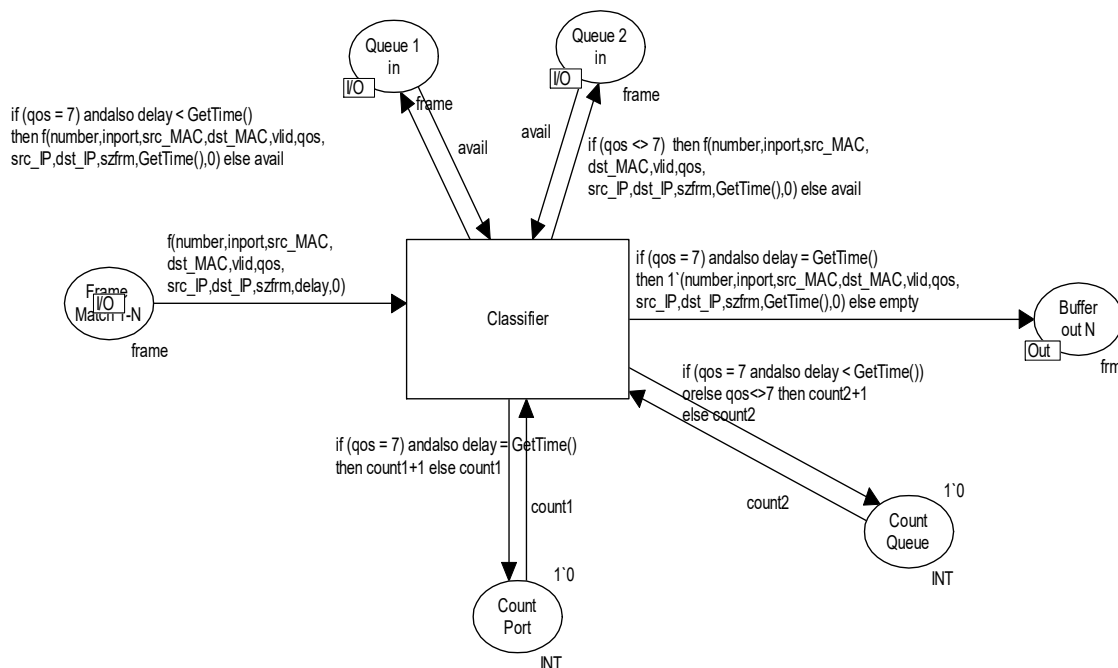 Queue 1
in
I/O
frame
Queue 2
in
I/O
frame
if (qos = 7) andalso delay < GetTime()
then f(number,inport,src_MAC,dst_MAC,vlid,qos,
src_IP,dst_IP,szfrm,GetTime(),0) else avail
avail
avail
if (qos <> 7)  then f(number,inport,src_MAC,
dst_MAC,vlid,qos,
src_IP,dst_IP,szfrm,GetTime(),0) else avail
f(number,inport,src_MAC,
dst_MAC,vlid,qos,
src_IP,dst_IP,szfrm,delay,0)
Frame
I/O
Match 1-N
frame
Classifier
if (qos = 7) andalso delay = GetTime()
then 1`(number,inport,src_MAC,dst_MAC,vlid,qos,
src_IP,dst_IP,szfrm,GetTime(),0) else empty
Buffer
out N
Out
frm
if (qos = 7 andalso delay < GetTime())
orelse qos<>7 then count2+1
else count2
if (qos = 7) andalso delay = GetTime()
then count1+1 else count1
count1
count2
1`0
Count
Queue
INT
1`0
Count
Port
INT